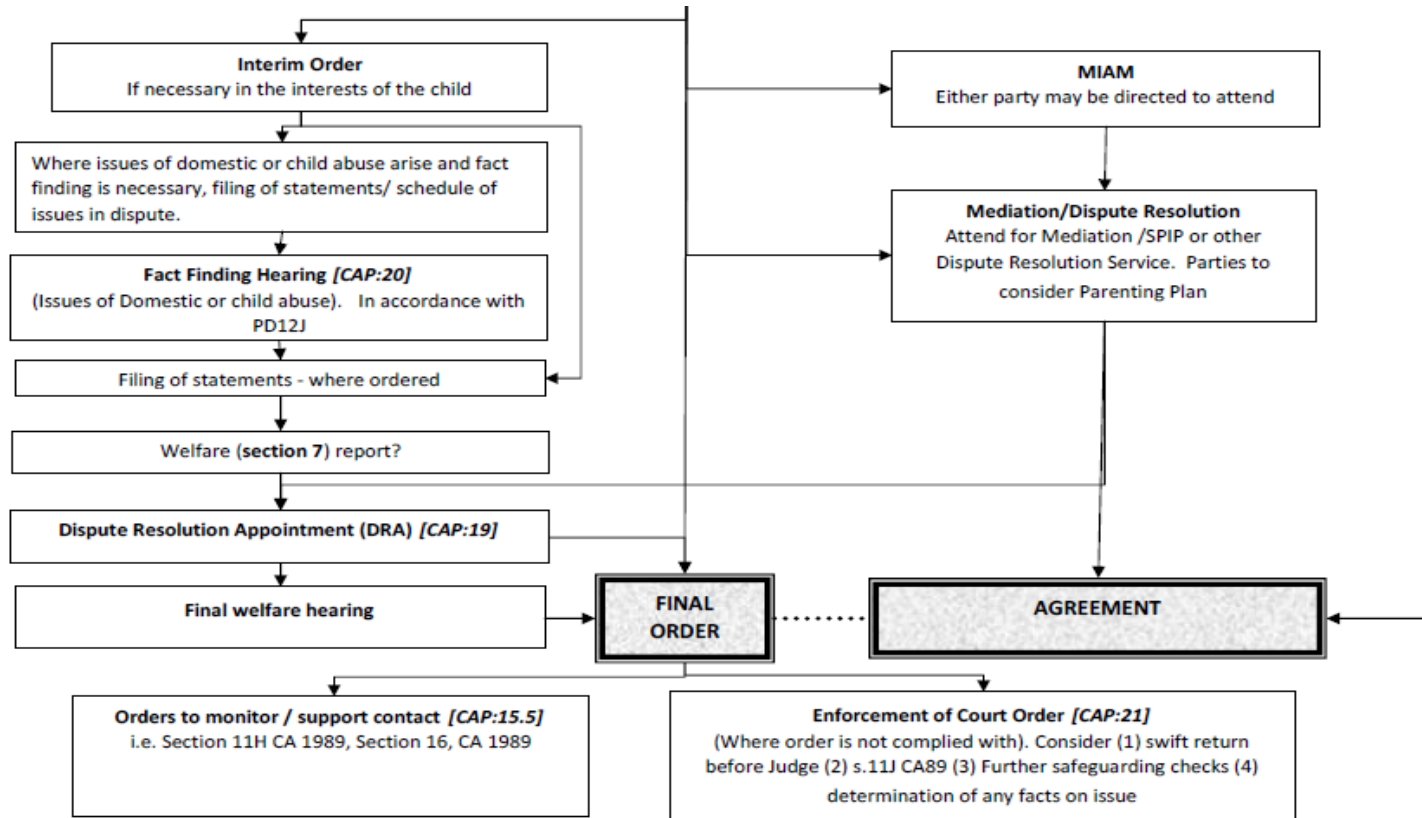 Interim Order
If necessary in the interests of the child
MIAM
Either party may be directed to attend
Where issues of domestic or child abuse arise and fact
finding is necessary, filing of statements/ schedule of
issues in dispute.
Mediation/Dispute Resolution
Attend for Mediation /SPIP or other
Dispute Resolution Service. Parties to
consider Parenting Plan
Fact Finding Hearing [CAP:20]
(Issues of Domestic or child abuse). In accordance with
PD12J
Filing of statements - where ordered
Welfare (section 7) report?
Dispute Resolution Appointment (DRA) [CAP:19]
Final welfare hearing
FINAL
ORDER
AGREEMENT
Orders to monitor / support contact [CAP:15.5]
i.e. Section 11H CA 1989, Section 16, CA 1989
Enforcement of Court Order [CAP:21]
(Where order is not complied with). Consider (1) swift return
before Judge (2) s.11J CA89 (3) Further safeguarding checks (4)
determination of any facts on issue